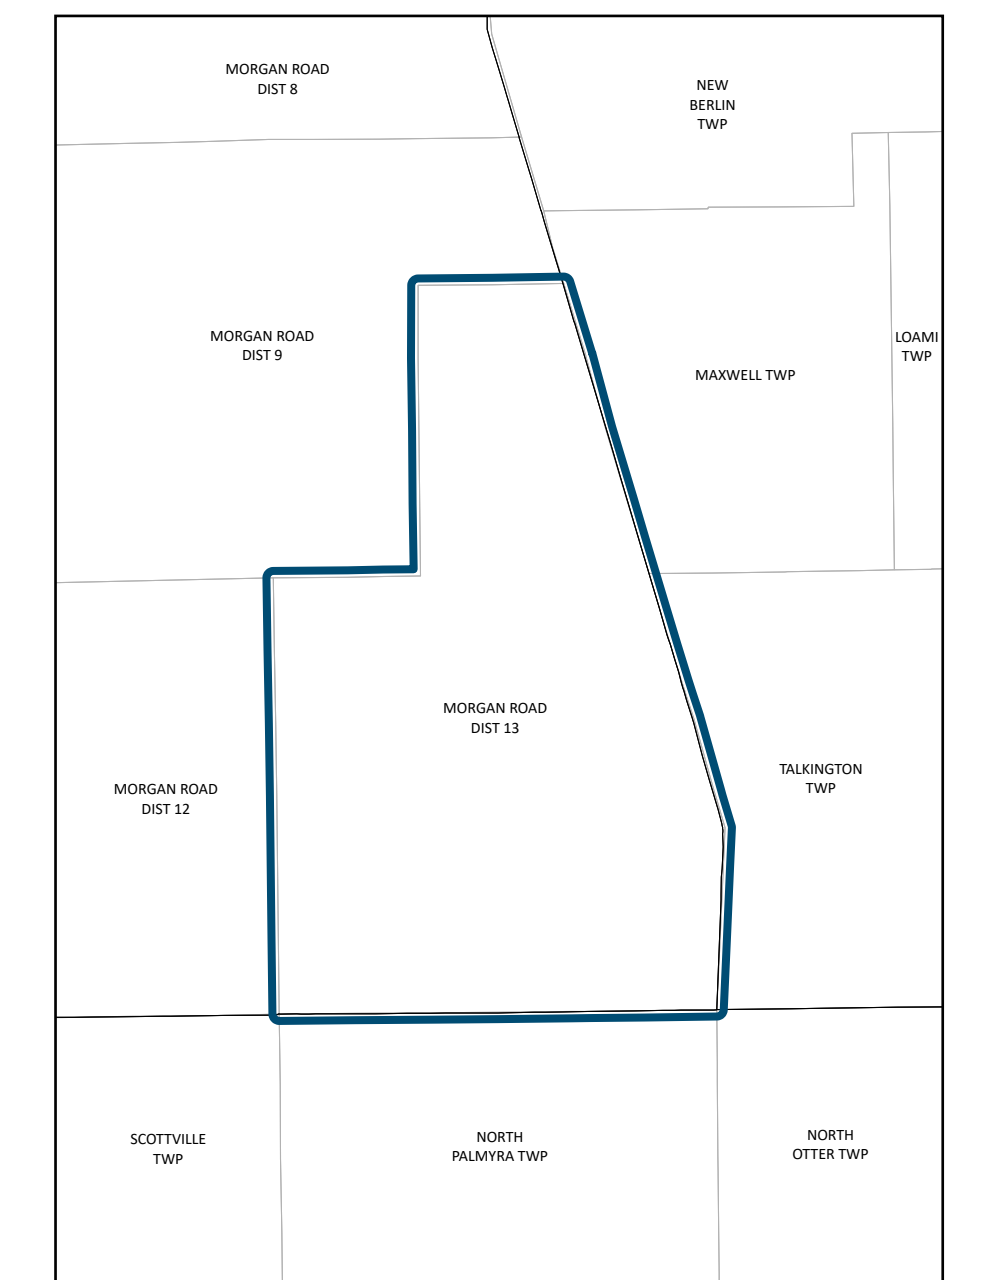 MORGAN ROAD
DIST 8
NEW
BERLIN
TWP
MORGAN ROAD
DIST 9
LOAMI
TWP
MAXWELL TWP
MORGAN ROAD
DIST 13
TALKINGTON
TWP
MORGAN ROAD
DIST 12
SCOTTVILLE
TWP
NORTH
PALMYRA TWP
NORTH
OTTER TWP